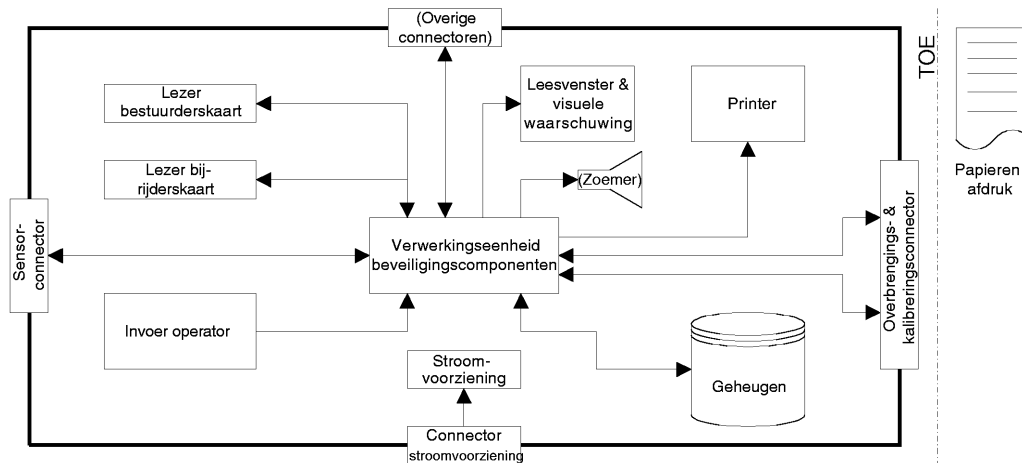 (Overige
connectoren)
TOE
Lezer
bestuurderskaart
Leesvenster &
visuele
waarschuwing
Printer
Lezer bij-
rijderskaart
(Zoemer)
Papieren
afdruk
Sensor-
connector
Verwerkingseenheid
beveiligingscomponenten
Overbrengings- &
kalibreringsconnector
Invoer operator
Stroom-
voorziening
Geheugen
Connector
stroomvoorziening